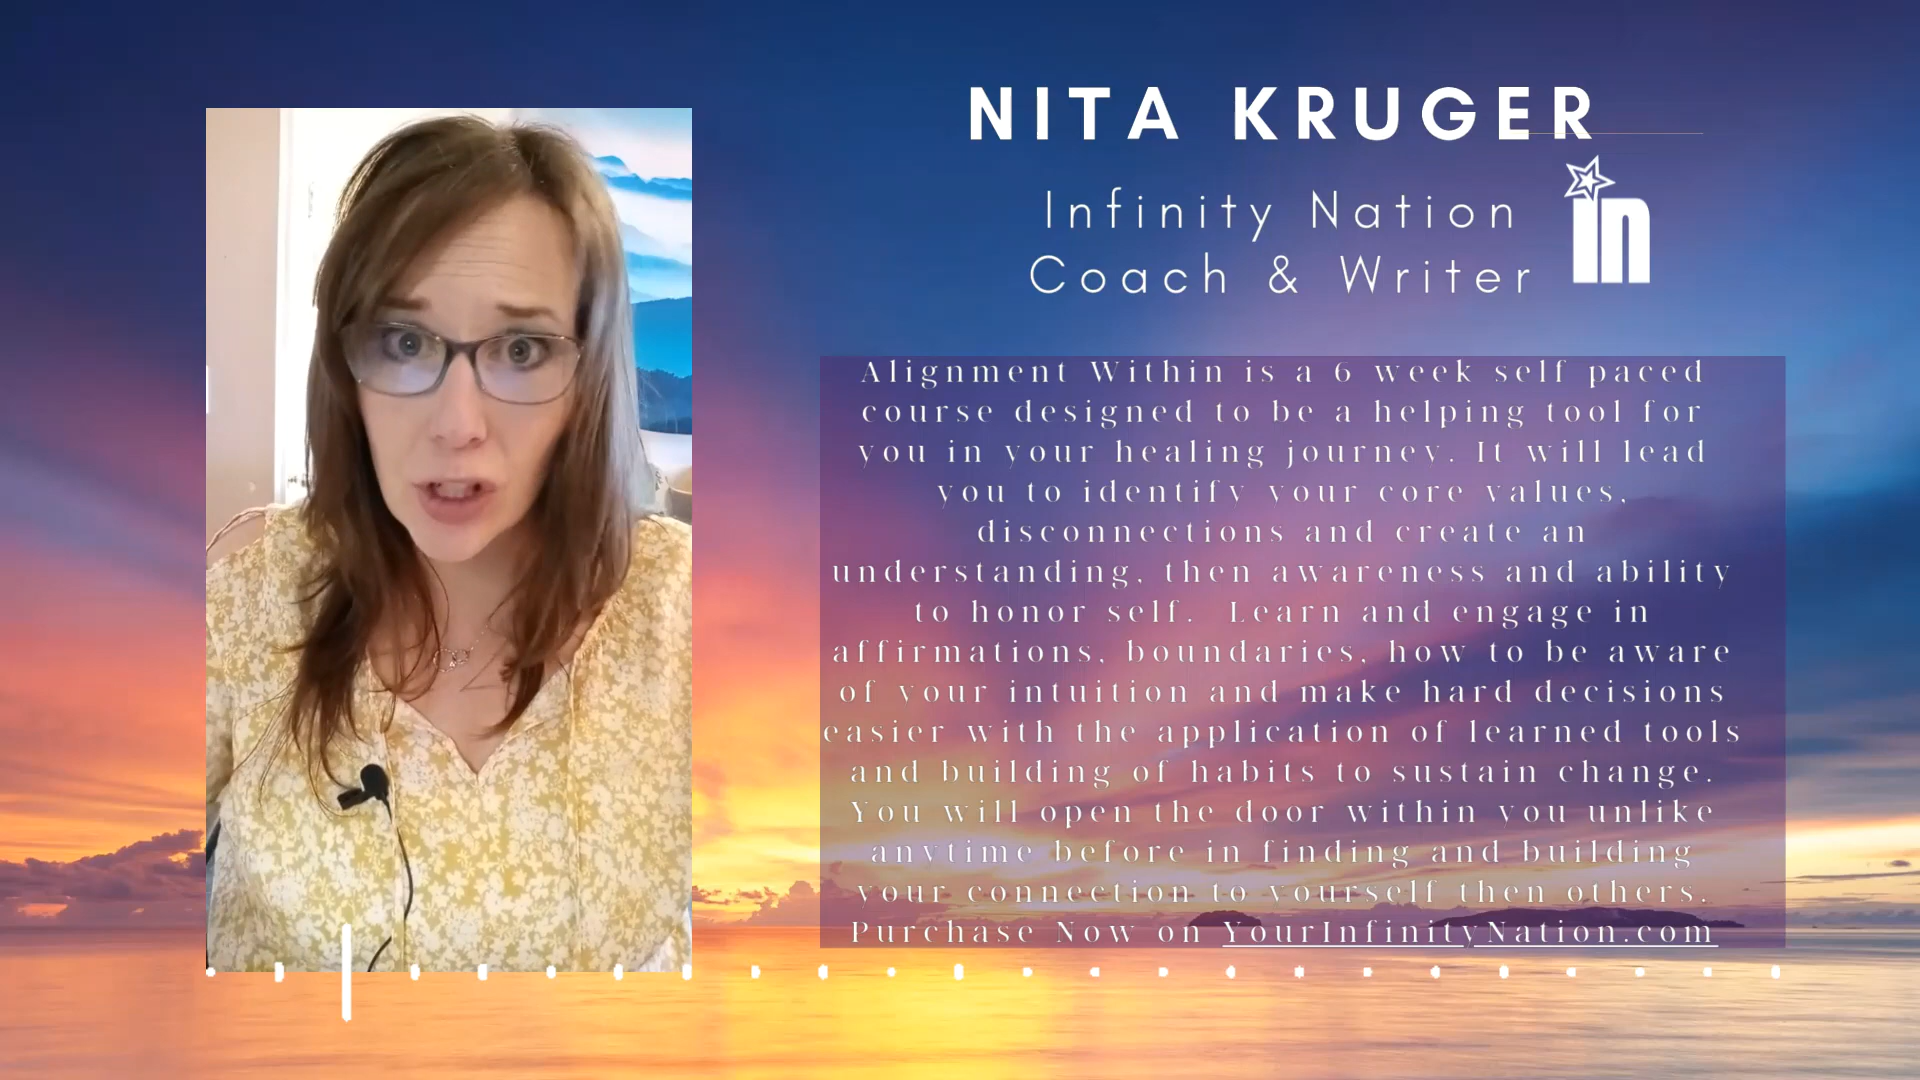 NITA KRUGER
Infinity Nation
Coach & Writer
in
Alignment Within is a 6 week self paced
course designed to be a helping tool for
you in your healing journey. It will lead
you to identify your core values,
disconnections and create an
understanding, then awareness and ability
to honor self. Learn and engage in
affirmations, boundaries, how to be aware
of your intuition and make hard decisions
easier with the application of learned tools
and building of habits to sustain change.
You will open the door within you unlike
anytime before in finding and building
your connection to yourself then others.
Purchase Now on YourInfinityNation.com